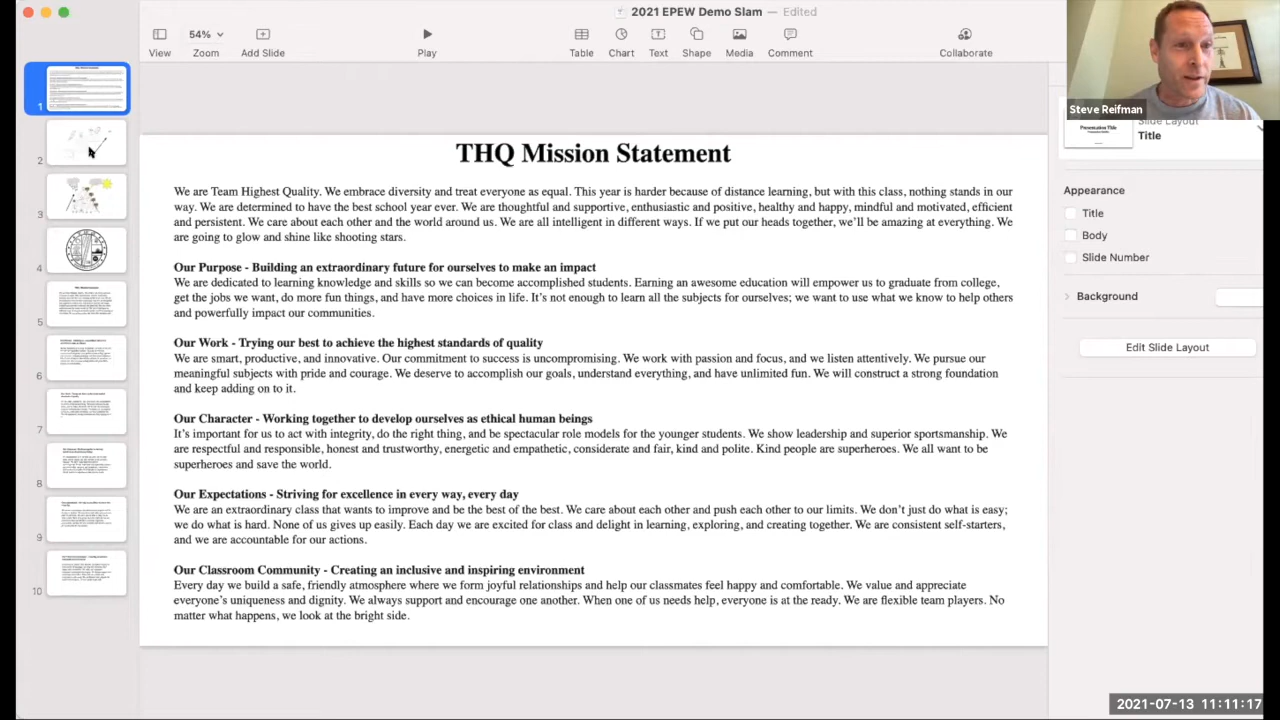 2021 EPEW Demo Slam — Edited
54%
View Zoom Add Slide Play Table Chart Text Shape Media Comment Collaborate
Steve Reifman
Slide Layout
Title
Presentation Title
Appearance
Title
Body
Slide Number
Background
Edit Slide Layout
1
2
3
4
5
6
7
8
9
10
THQ Mission Statement
We are Team Highest Quality. We embrace diversity and treat everyone as equal. This year is harder because of distance learning, but with this class, nothing stands in our
way. We are determined to have the best school year ever. We are thoughtful and supportive, enthusiastic and positive, healthy and happy, mindful and motivated, efficient
and persistent. We care about each other and the world around us. We are all intelligent in different ways. If we put our heads together, we’ll be amazing at everything. We
are going to glow and shine like shooting stars.
Our Purpose - Building an extraordinary future for ourselves to make an impact
We are dedicated to learning knowledge and skills so we can become accomplished students. Earning an awesome education will empower us to graduate from college,
get the jobs we want, do more in life, and have more choices in life. It’s not enough to learn all the subjects for ourselves; we want to use what we know to help others
and powerfully impact our communities.
Our Work - Trying our best to achieve the highest standards of quality
We are smart, creative, and innovative. Our commitment to success is uncompromising. We work with passion and focus, and we listen attentively. We pursue our
meaningful subjects with pride and courage. We deserve to accomplish our goals, understand everything, and have unlimited fun. We will construct a strong foundation
and keep adding on to it.
Our Character - Working together to develop ourselves as ethical human beings
It’s important for us to act with integrity, do the right thing, and be spectacular role models for the younger students. We show leadership and superior sportsmanship. We
are respectful and responsible, honest and trustworthy, energetic and empathetic, considerate and fair, kind and polite. Kind people are superheroes. We all want to be
superheroes and save the world.
Our Expectations - Striving for excellence in every way, every day
We are an extraordinary class that strives to improve and be the best of the best. We care about each other and push each other to our limits. We don’t just do what is easy;
we do what is best. None of us gives up easily. Each day we are excited for class and delight in learning, exploring, and creating together. We are consistent self-starters,
and we are accountable for our actions.
Our Classroom Community - Creating an inclusive and inspiring environment
Every day we build a safe, friendly atmosphere where we form joyful relationships and help our classmates feel happy and comfortable. We value and appreciate
everyone’s uniqueness and dignity. We always support and encourage one another. When one of us needs help, everyone is at the ready. We are flexible team players. No
matter what happens, we look at the bright side.
2021-07-13 11:11:17